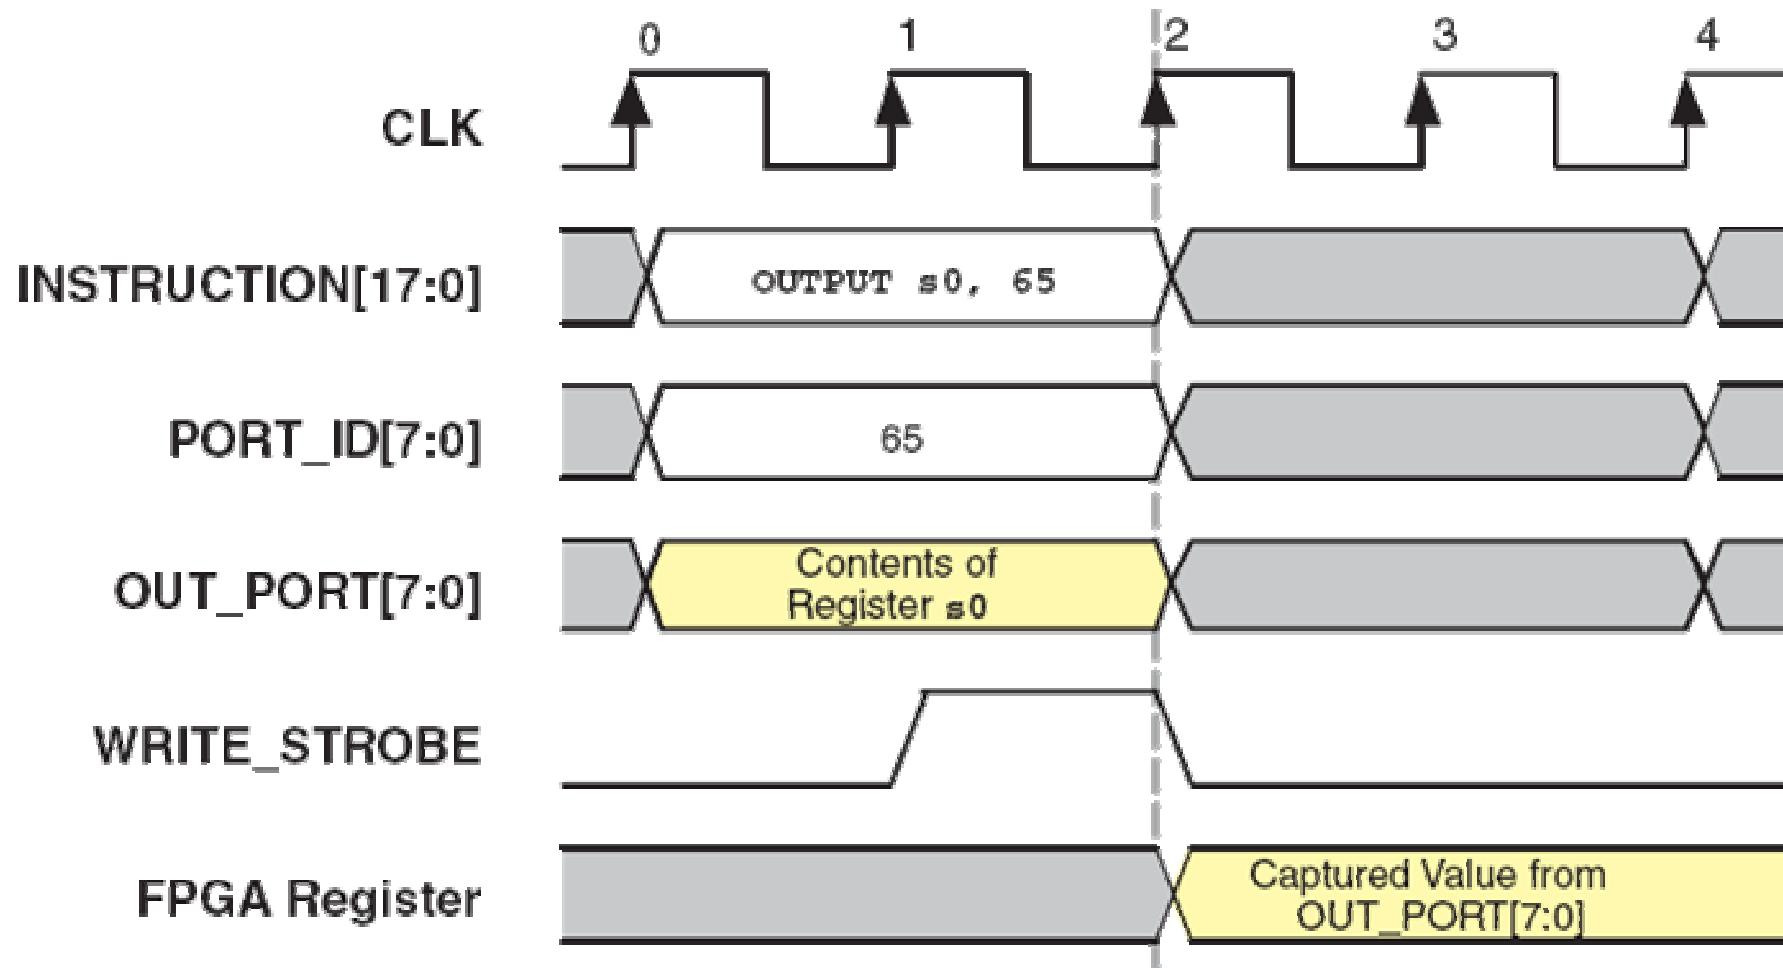 0 1 2 3 4
CLK
INSTRUCTION[17:0] OUTPUT s0, 65
PORT_ID[7:0] 65
OUT_PORT[7:0] Contents of
Register s0
WRITE_STROBE
FPGA Register Captured Value from
OUT_PORT[7:0]